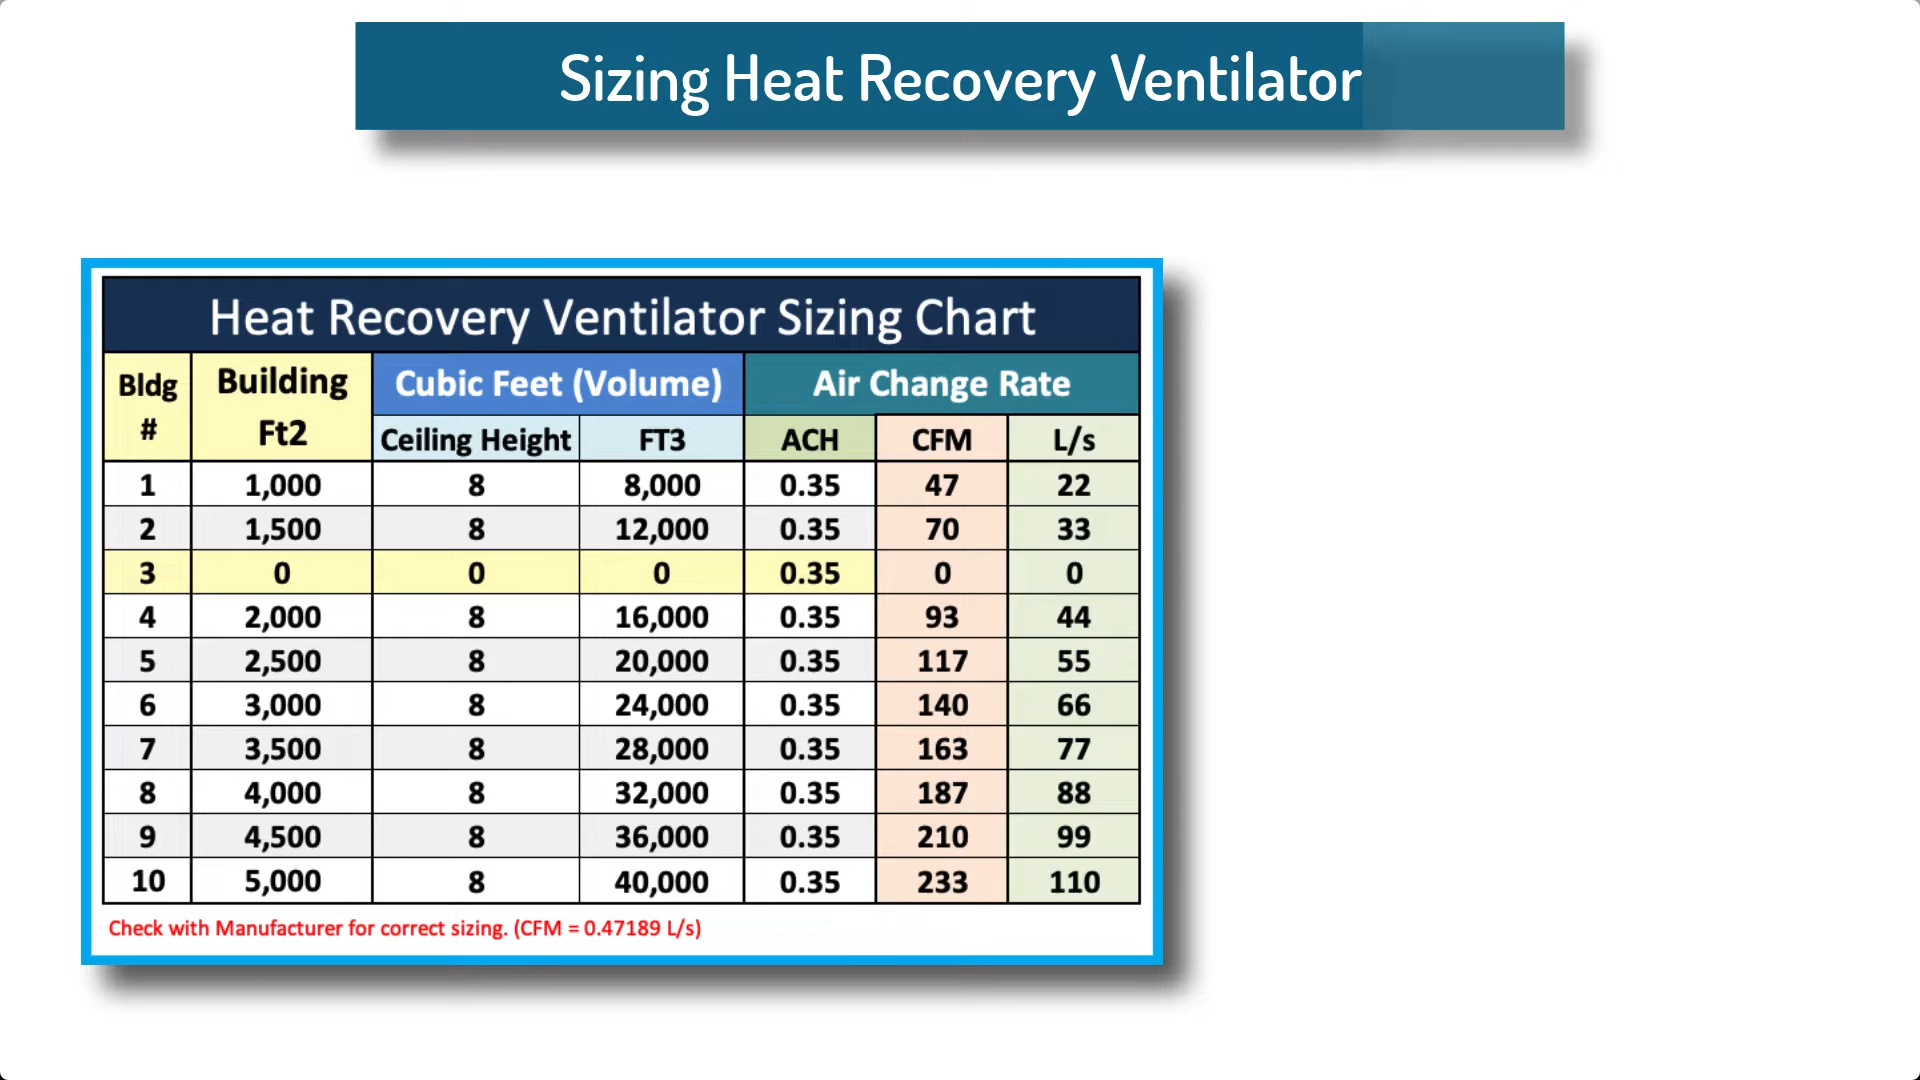 Sizing Heat Recovery Ventilator
Heat Recovery Ventilator Sizing Chart
Bldg # Building Ft2 Cubic Feet (Volume) Air Change Rate
Ceiling Height FT3 ACH CFM L/s
1 1,000 8 8,000 0.35 47 22
2 1,500 8 12,000 0.35 70 33
3 0 0 0 0.35 0 0
4 2,000 8 16,000 0.35 93 44
5 2,500 8 20,000 0.35 117 55
6 3,000 8 24,000 0.35 140 66
7 3,500 8 28,000 0.35 163 77
8 4,000 8 32,000 0.35 187 88
9 4,500 8 36,000 0.35 210 99
10 5,000 8 40,000 0.35 233 110
Check with Manufacturer for correct sizing. (CFM = 0.47189 L/s)